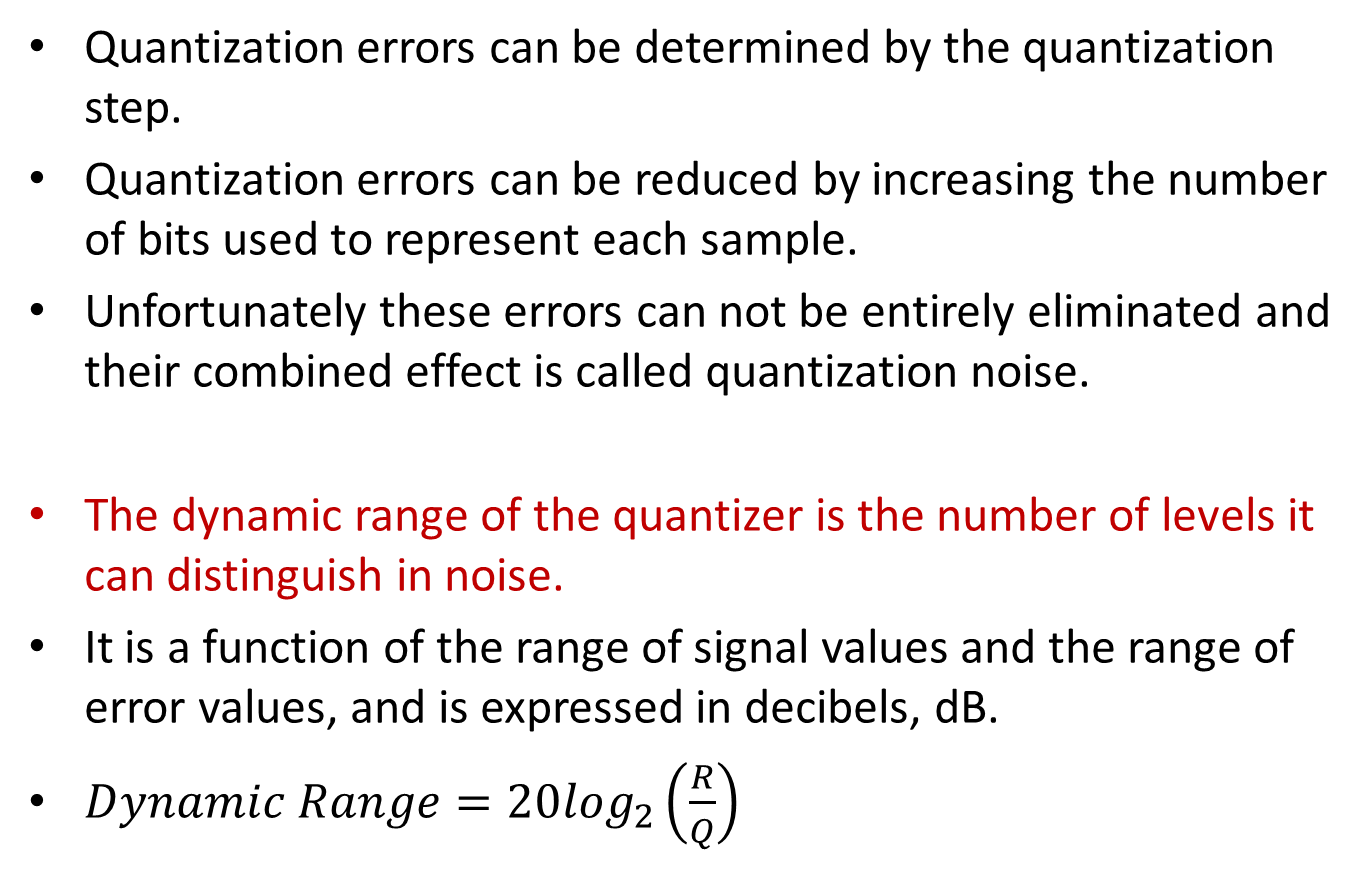 • Quantization errors can be determined by the quantization
step.
• Quantization errors can be reduced by increasing the number
of bits used to represent each sample.
• Unfortunately these errors can not be entirely eliminated and
their combined effect is called quantization noise.
• The dynamic range of the quantizer is the number of levels it
can distinguish in noise.
• It is a function of the range of signal values and the range of
error values, and is expressed in decibels, dB.
• Dynamic Range = 20log₂(R/Q)